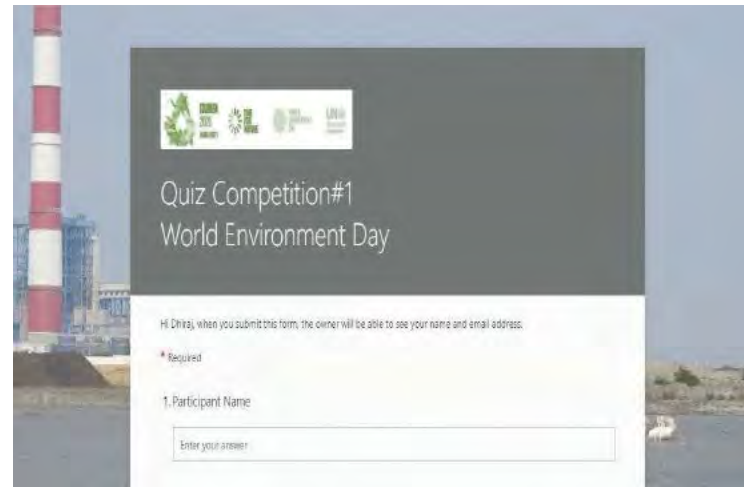 Quiz Competition#1
World Environment Day
Hi Dhiraj, when you submit this form, the owner will be able to see your name and email address.
* Required
1. Participant Name
Enter your answer